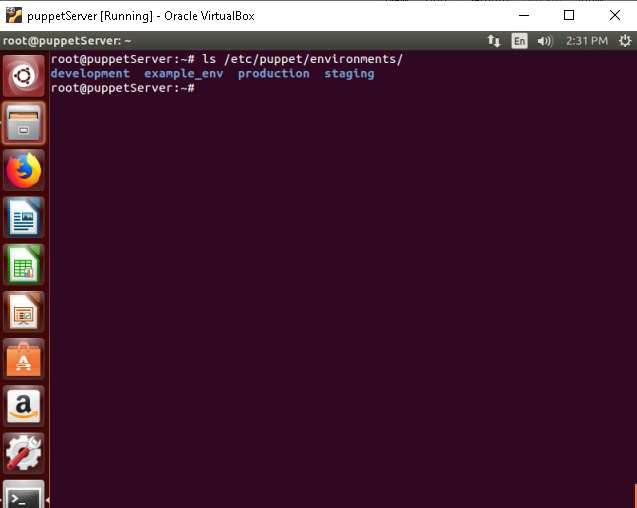 puppetServer [Running] - Oracle VirtualBox
root@puppetServer: ~
En
2:31 PM
root@puppetServer:~# ls /etc/puppet/environments/
development example_env production staging
root@puppetServer:~#